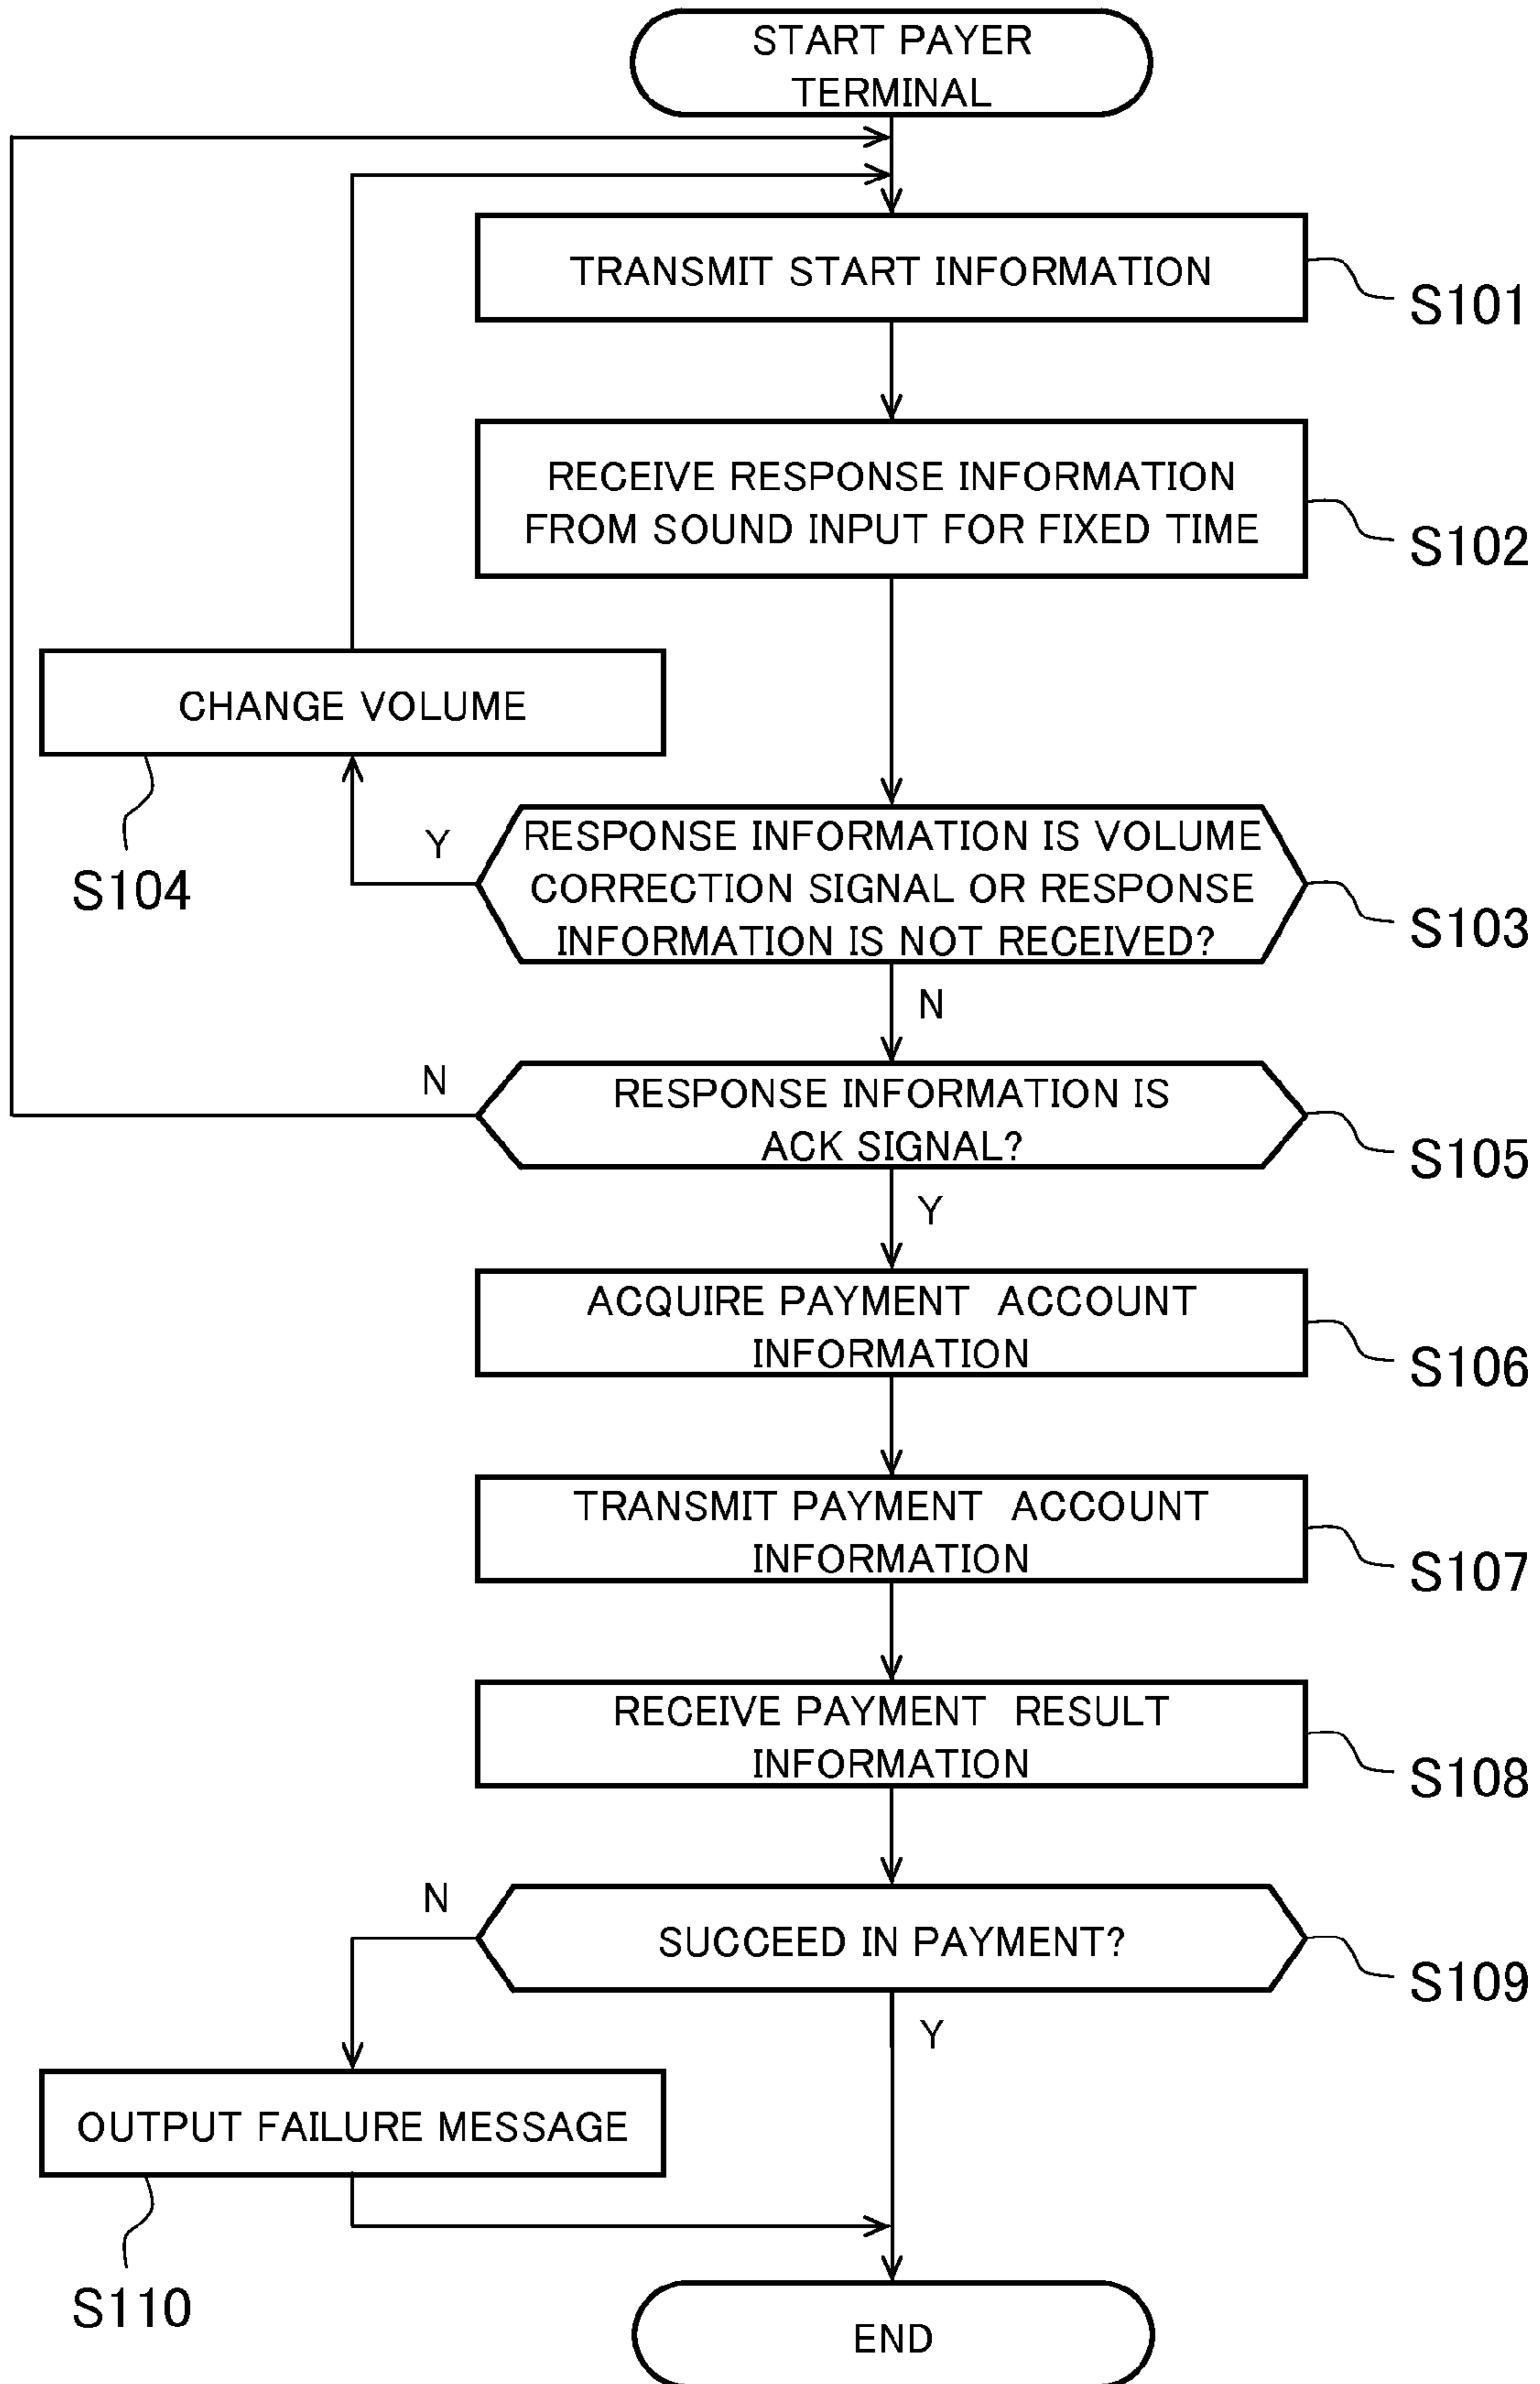 START PAYER
TERMINAL
TRANSMIT START INFORMATION
S101
RECEIVE RESPONSE INFORMATION
FROM SOUND INPUT FOR FIXED TIME
S102
CHANGE VOLUME
S104
Y
RESPONSE INFORMATION IS VOLUME
CORRECTION SIGNAL OR RESPONSE
INFORMATION IS NOT RECEIVED?
S103
N
N
RESPONSE INFORMATION IS
ACK SIGNAL?
S105
Y
ACQUIRE PAYMENT ACCOUNT
INFORMATION
S106
TRANSMIT PAYMENT ACCOUNT
INFORMATION
S107
RECEIVE PAYMENT RESULT
INFORMATION
S108
N
SUCCEED IN PAYMENT?
S109
Y
OUTPUT FAILURE MESSAGE
S110
END